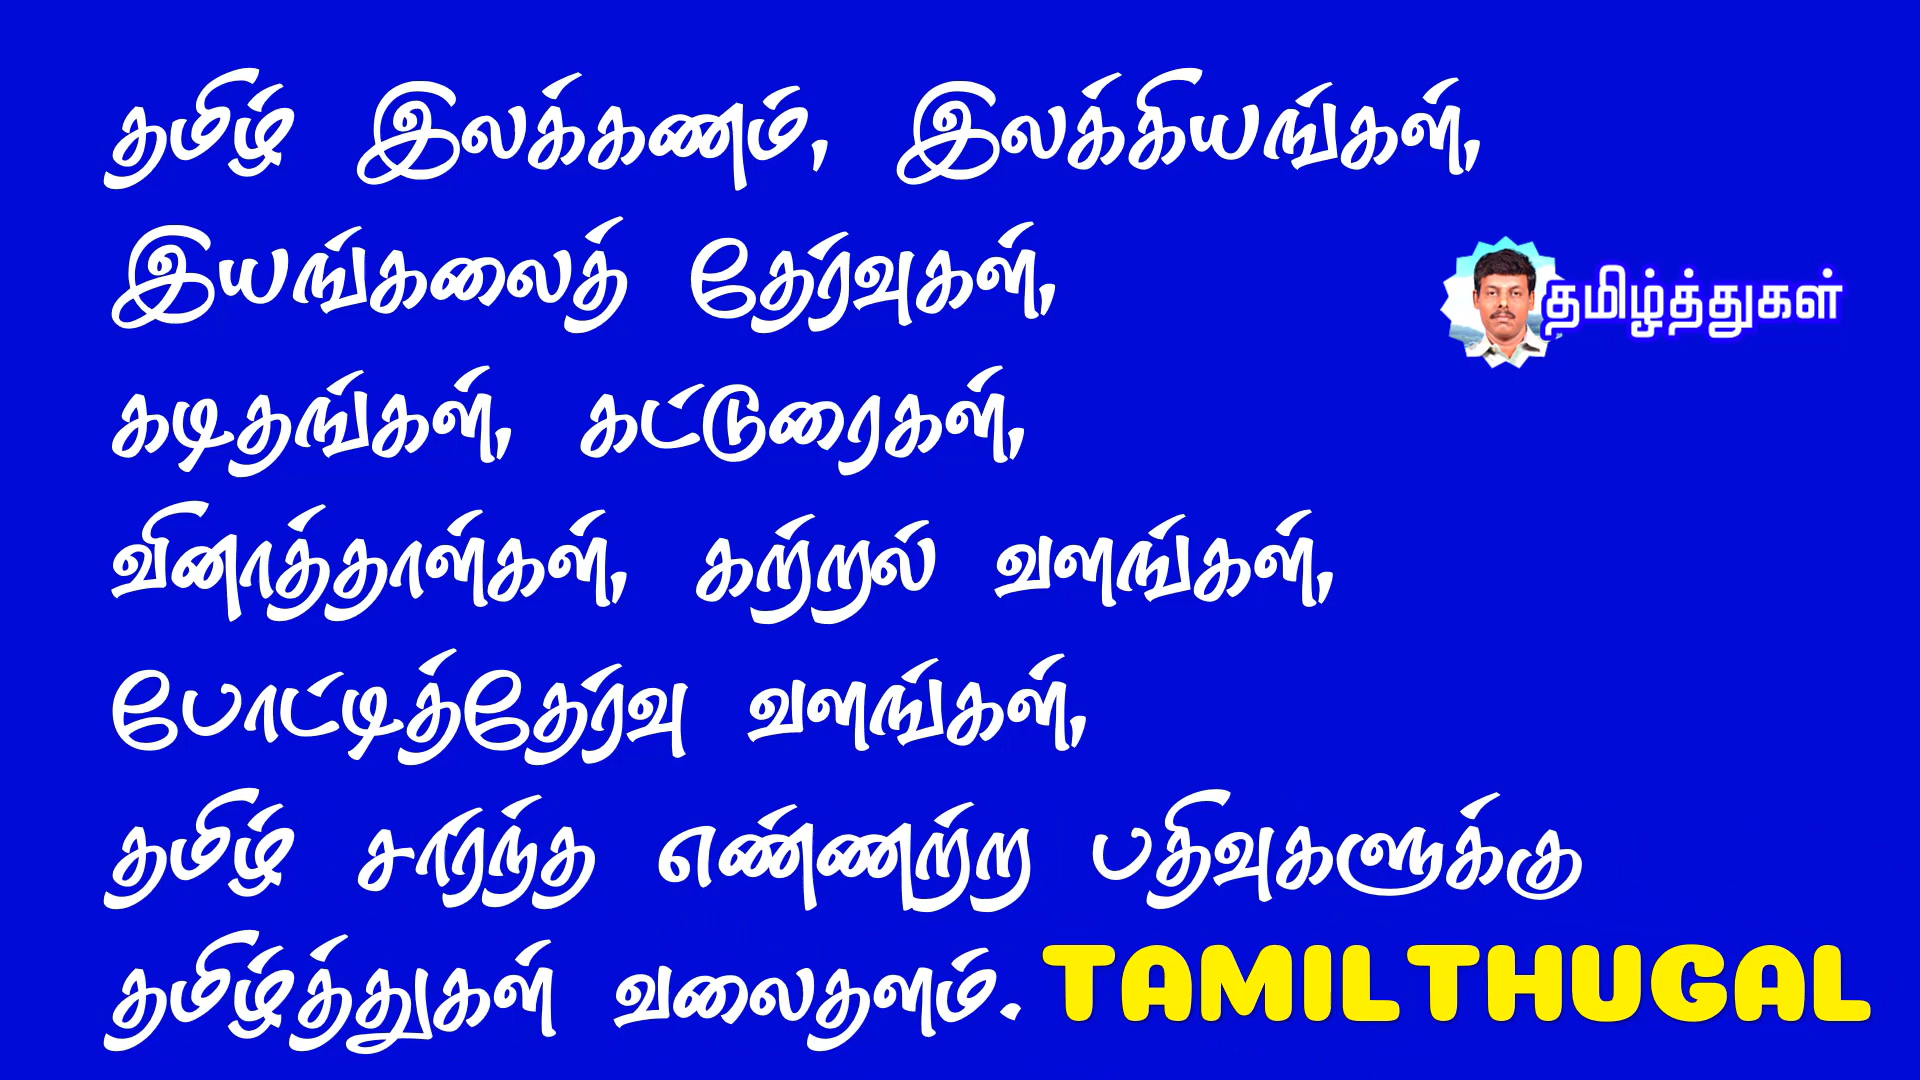 தமிழ் இலக்கணம், இலக்கியங்கள்,
இயங்கலைத் தேர்வுகள்,
தமிழ்த்துகள்
கடிதங்கள், கட்டுரைகள்,
வினாத்தாள்கள், கற்றல் வளங்கள்,
போட்டித்தேர்வு வளங்கள்,
தமிழ் சார்ந்த எண்ணற்ற பதிவுகளுக்கு
தமிழ்த்துகள் வலைதளம். TAMILTHUGAL